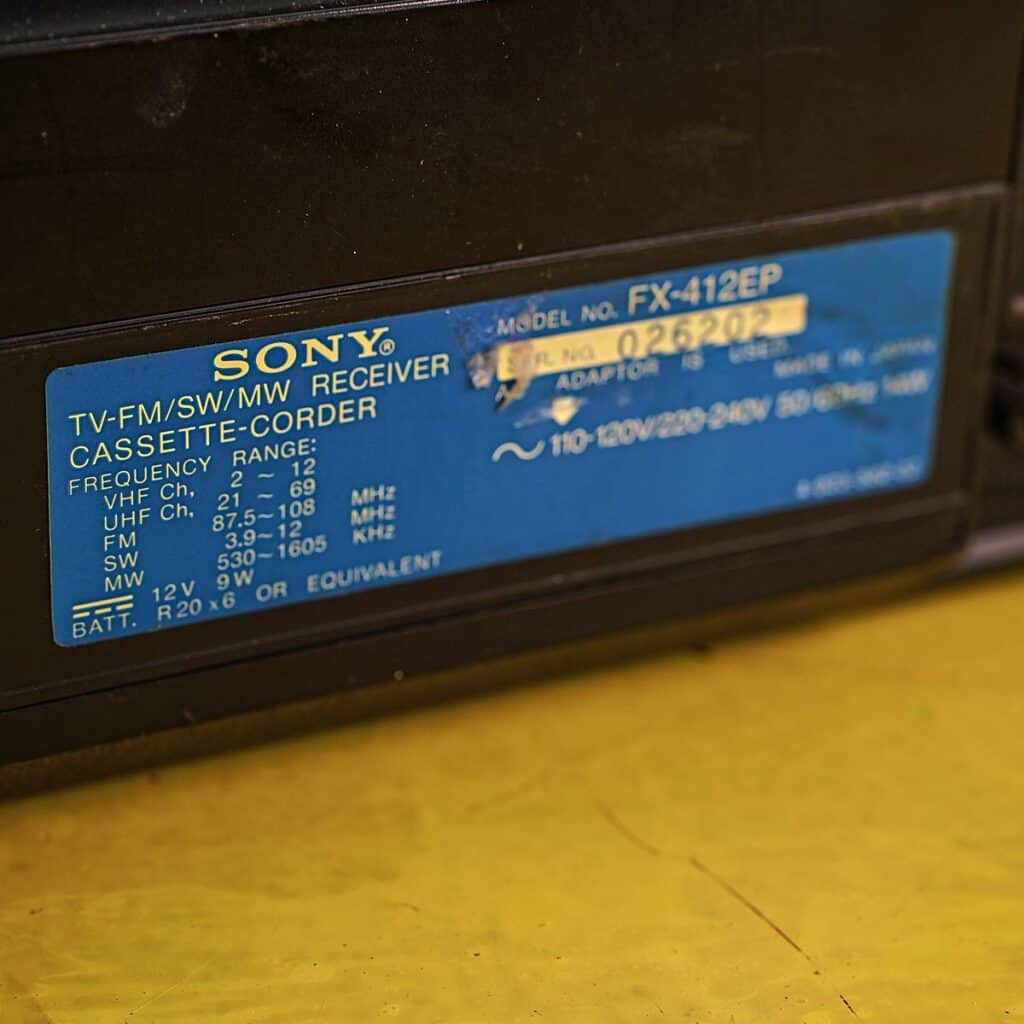 SONY®
TV-FM/SW/MW RECEIVER
CASSETTE-CORDER
FREQUENCY RANGE:
VHF Ch, 2 ~ 12
UHF Ch, 21 ~ 69
FM 87.5~108 MHz
SW 3.9~12 MHz
MW 530~1605 KHz
12V 9W
BATT. R20 x 6 OR EQUIVALENT
MODEL NO. FX-412EP
SER. NO. 026202
ADAPTOR IS USED.
MADE IN JAPAN
~ 110-120V/220-240V 50-60Hz